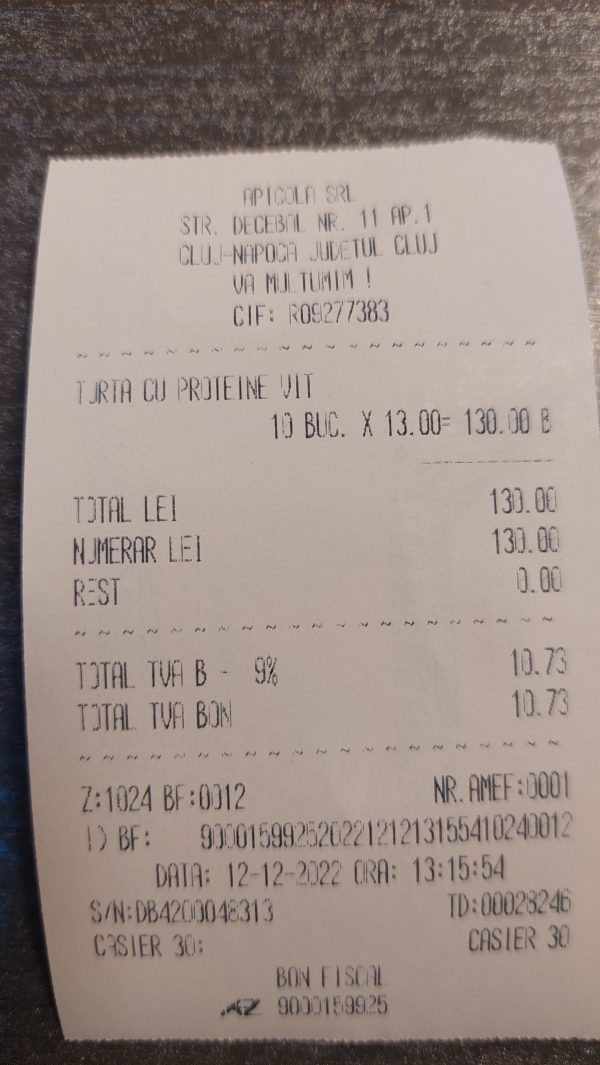 APICOLA SRL
STR. DECEBAL NR. 11 AP.1
CLUJ-NAPOCA JUDETUL CLUJ
VA MULTUMIM !
CIF: RO9277383
TURTA CU PROTEINE VIT
10 BUC. X 13.00= 130.00 B
TOTAL LEI 130.00
NUMERAR LEI 130.00
REST 0.00
TOTAL TVA B - 9% 10.73
TOTAL TVA BON 10.73
Z:1024 BF:0012 NR.AMEF:0001
ID BF: 90001599252022121213155410240012
DATA: 12-12-2022 ORA: 13:15:54
S/N:DB4200048313 TD:00028246
CASIER 30: CASIER 30
BON FISCAL
AZ 9000159925